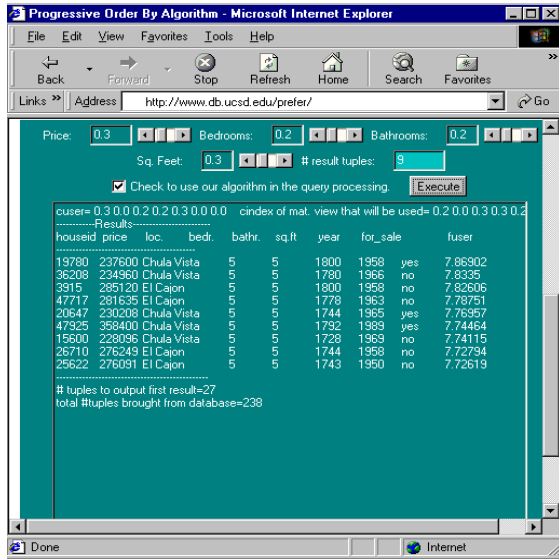 Progressive Order By Algorithm - Microsoft Internet Explorer
File Edit View Favorites Tools Help
Back Forward Stop Refresh Home Search Favorites »
Links » Address http://www.db.ucsd.edu/prefer/ Go
Price: 0.3 Bedrooms: 0.2 Bathrooms: 0.2
Sq. Feet: 0.3 # result tuples: 9
Check to use our algorithm in the query processing. Execute
cuser= 0.3 0.0 0.2 0.2 0.3 0.0 0.0 cindex of mat. view that will be used= 0.2 0.0 0.3 0.3 0.2
-----------Results-----------------------
houseid price loc. bedr. bathr. sq.ft year for_sale fuser
----------------------------------------
19780 237600 Chula Vista 5 5 1800 1958 yes 7.86902
36208 234960 Chula Vista 5 5 1780 1966 no 7.8335
3915 285120 El Cajon 5 5 1800 1958 no 7.82606
47717 281635 El Cajon 5 5 1778 1963 no 7.78751
20647 230208 Chula Vista 5 5 1744 1965 yes 7.76957
47925 358400 Chula Vista 5 5 1792 1989 yes 7.74464
15600 228096 Chula Vista 5 5 1728 1969 no 7.74115
26710 276249 El Cajon 5 5 1744 1958 no 7.72794
25622 276091 El Cajon 5 5 1743 1950 no 7.72619
--------------------------------------------
# tuples to output first result=27
total #tuples brought from database=238
Done Internet